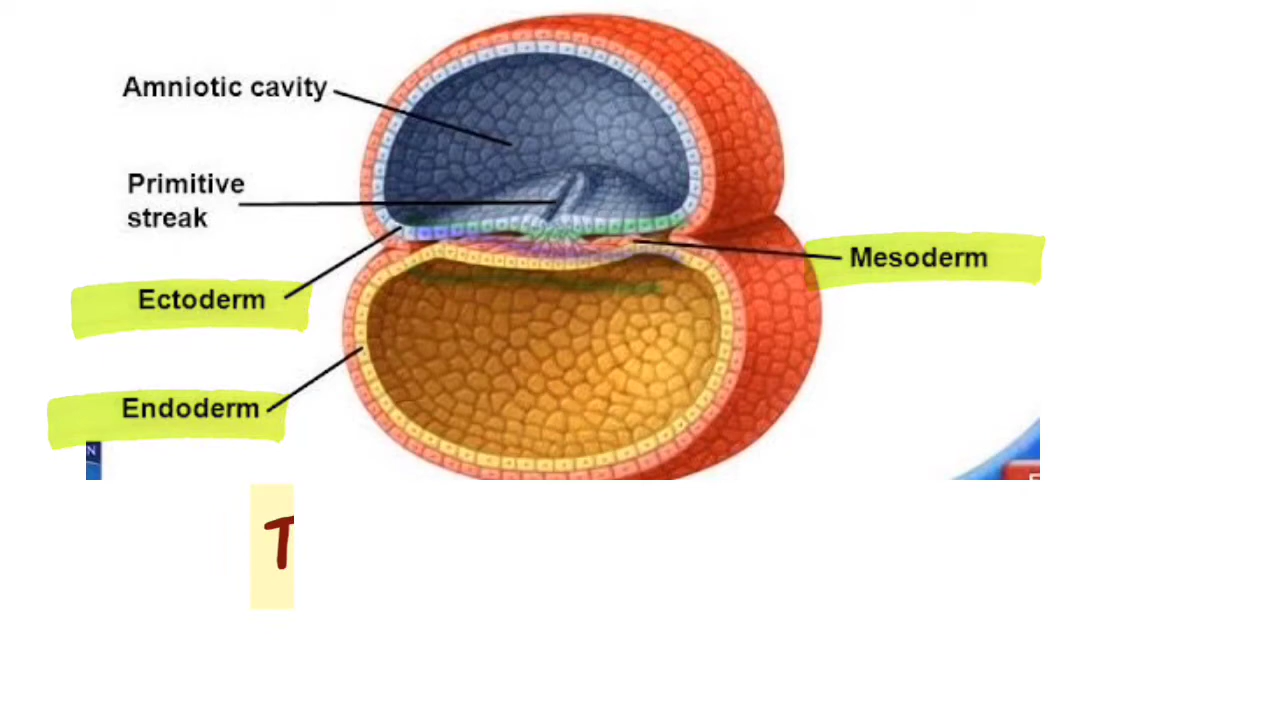 Amniotic cavity
Primitive
streak
Mesoderm
Ectoderm
Endoderm
N
T